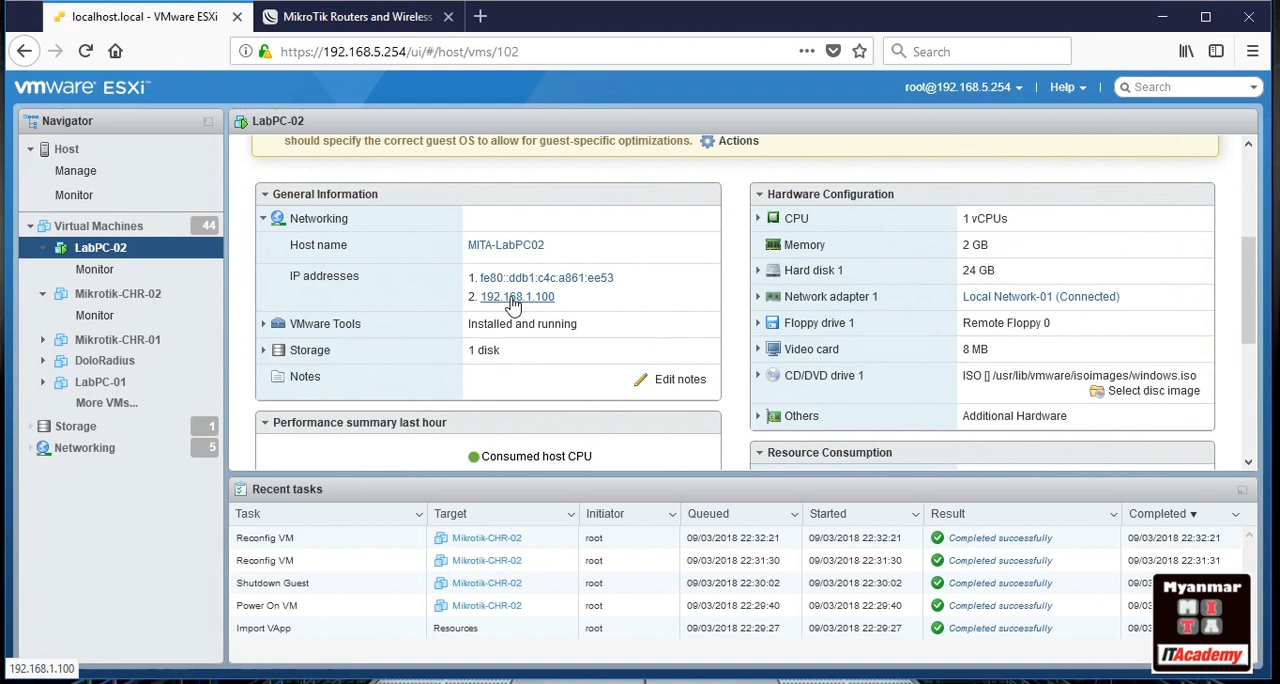 localhost.local - VMware ESXi
MikroTik Routers and Wireless
https://192.168.5.254/ui/#/host/vms/102
Search
vmware ESXi™
root@192.168.5.254
|
Help
|
Search
Navigator
LabPC-02
Host
Manage
Monitor
Virtual Machines 44
LabPC-02
Monitor
Mikrotik-CHR-02
Monitor
Mikrotik-CHR-01
DoloRadius
LabPC-01
More VMs...
Storage 1
Networking 5
should specify the correct guest OS to allow for guest-specific optimizations. Actions
General Information
Networking
Host name MITA-LabPC02
IP addresses 1. fe80::ddb1:c4c:a861:ee53
2. 192.168.1.100
VMware Tools Installed and running
Storage 1 disk
Notes Edit notes
Performance summary last hour
Consumed host CPU
Hardware Configuration
CPU 1 vCPUs
Memory 2 GB
Hard disk 1 24 GB
Network adapter 1 Local Network-01 (Connected)
Floppy drive 1 Remote Floppy 0
Video card 8 MB
CD/DVD drive 1 ISO [] /usr/lib/vmware/isoimages/windows.iso
Select disc image
Others Additional Hardware
Resource Consumption
Recent tasks
Task Target Initiator Queued Started Result Completed
Reconfig VM Mikrotik-CHR-02 root 09/03/2018 22:32:21 09/03/2018 22:32:21 Completed successfully 09/03/2018 22:32:21
Reconfig VM Mikrotik-CHR-02 root 09/03/2018 22:31:30 09/03/2018 22:31:30 Completed successfully 09/03/2018 22:31:31
Shutdown Guest Mikrotik-CHR-02 root 09/03/2018 22:30:02 09/03/2018 22:30:02 Completed successfully
Power On VM Mikrotik-CHR-02 root 09/03/2018 22:29:40 09/03/2018 22:29:40 Completed successfully
Import VApp Resources root 09/03/2018 22:29:27 09/03/2018 22:29:27 Completed successfully
192.168.1.100
Myanmar
M I
T A
ITAcademy